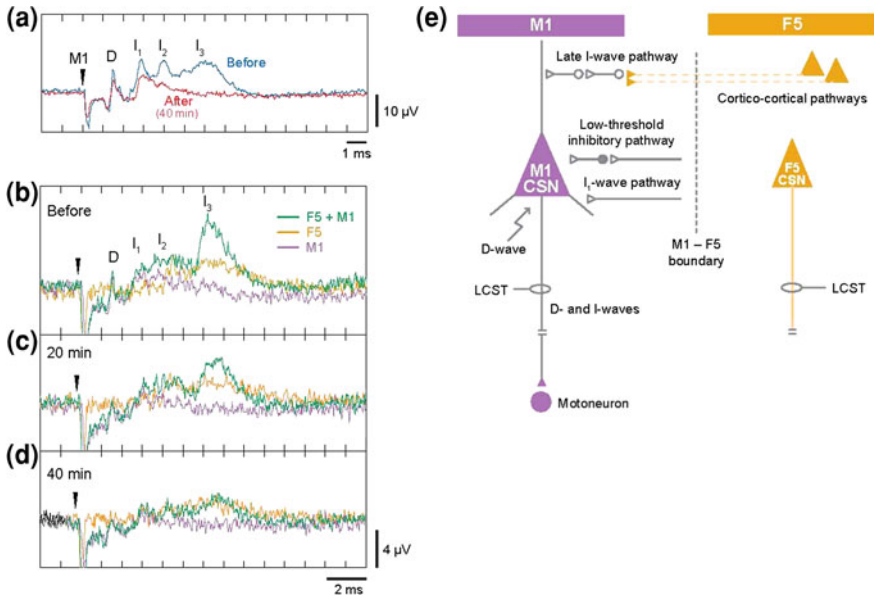 (a)
M1
D
I1
I2
I3
Before
After
(40 min)
10 µV
1 ms
(b)
Before
D
I1
I2
I3
F5 + M1
F5
M1
(c)
20 min
(d)
40 min
4 µV
2 ms
(e)
M1
F5
Late I-wave pathway
Cortico-cortical pathways
Low-threshold
inhibitory pathway
M1
CSN
I1-wave pathway
F5
CSN
D-wave
M1 – F5
boundary
LCST
LCST
D- and I-waves
Motoneuron